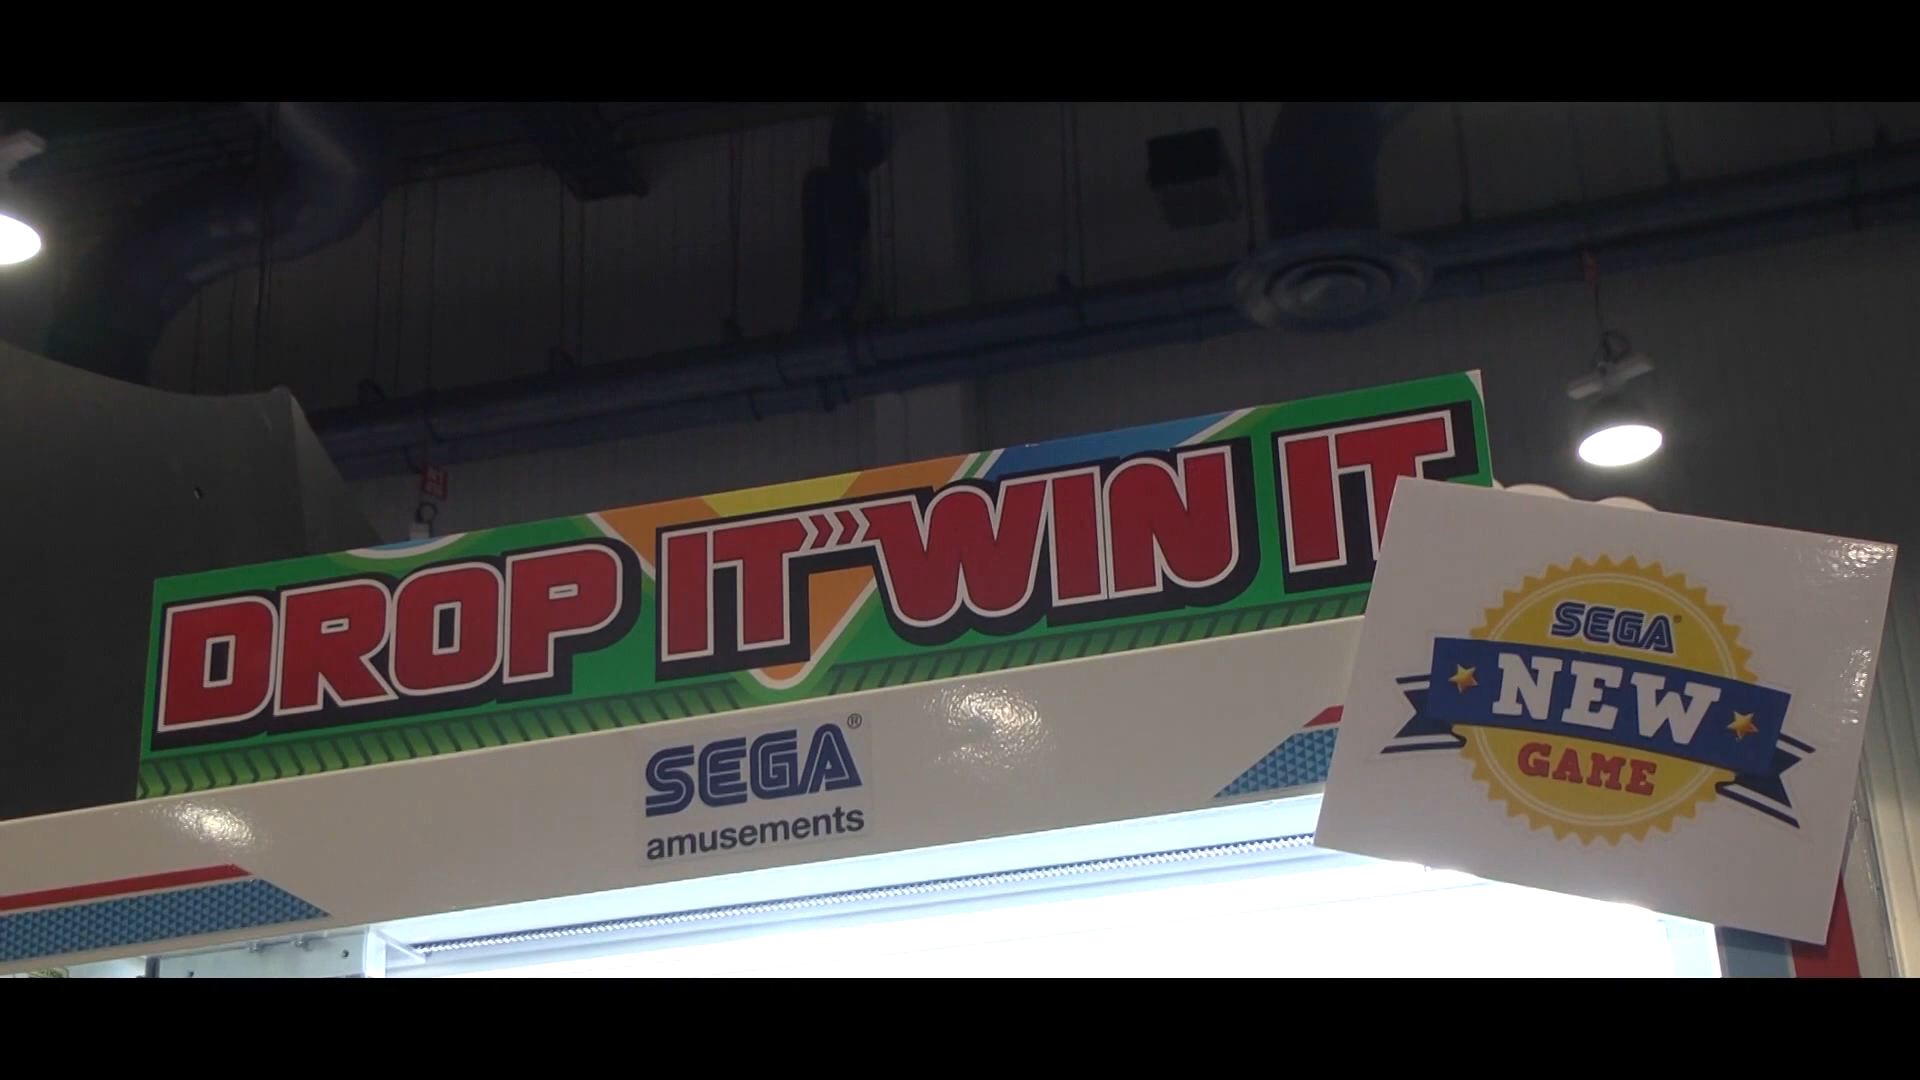 DROP IT WIN IT
SEGA®
amusements
SEGA®
NEW
GAME